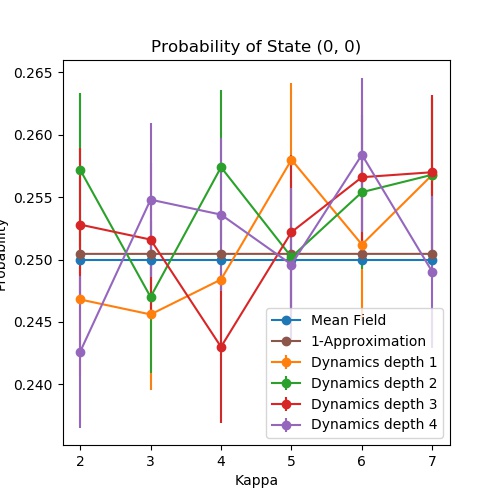 Probability of State (0, 0)
0.265
0.260
0.255
0.250
0.245
0.240
Probability
2 3 4 5 6 7
Kappa
Mean Field
1-Approximation
Dynamics depth 1
Dynamics depth 2
Dynamics depth 3
Dynamics depth 4